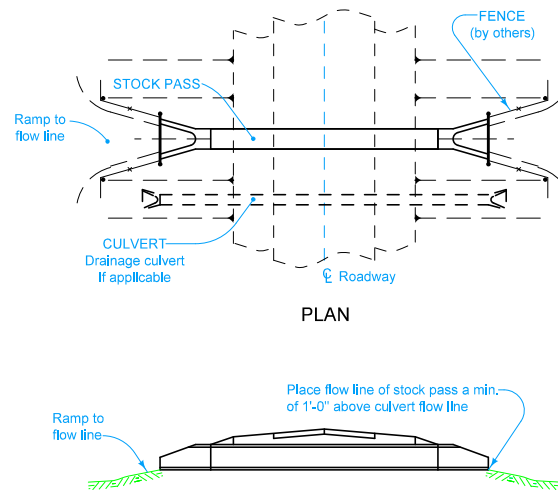 FENCE
(by others)
STOCK PASS
Ramp to
flow line
CULVERT
Drainage culvert
if applicable
℄ Roadway
PLAN
Place flow line of stock pass a min.
of 1'-0" above culvert flow line
Ramp to
flow line